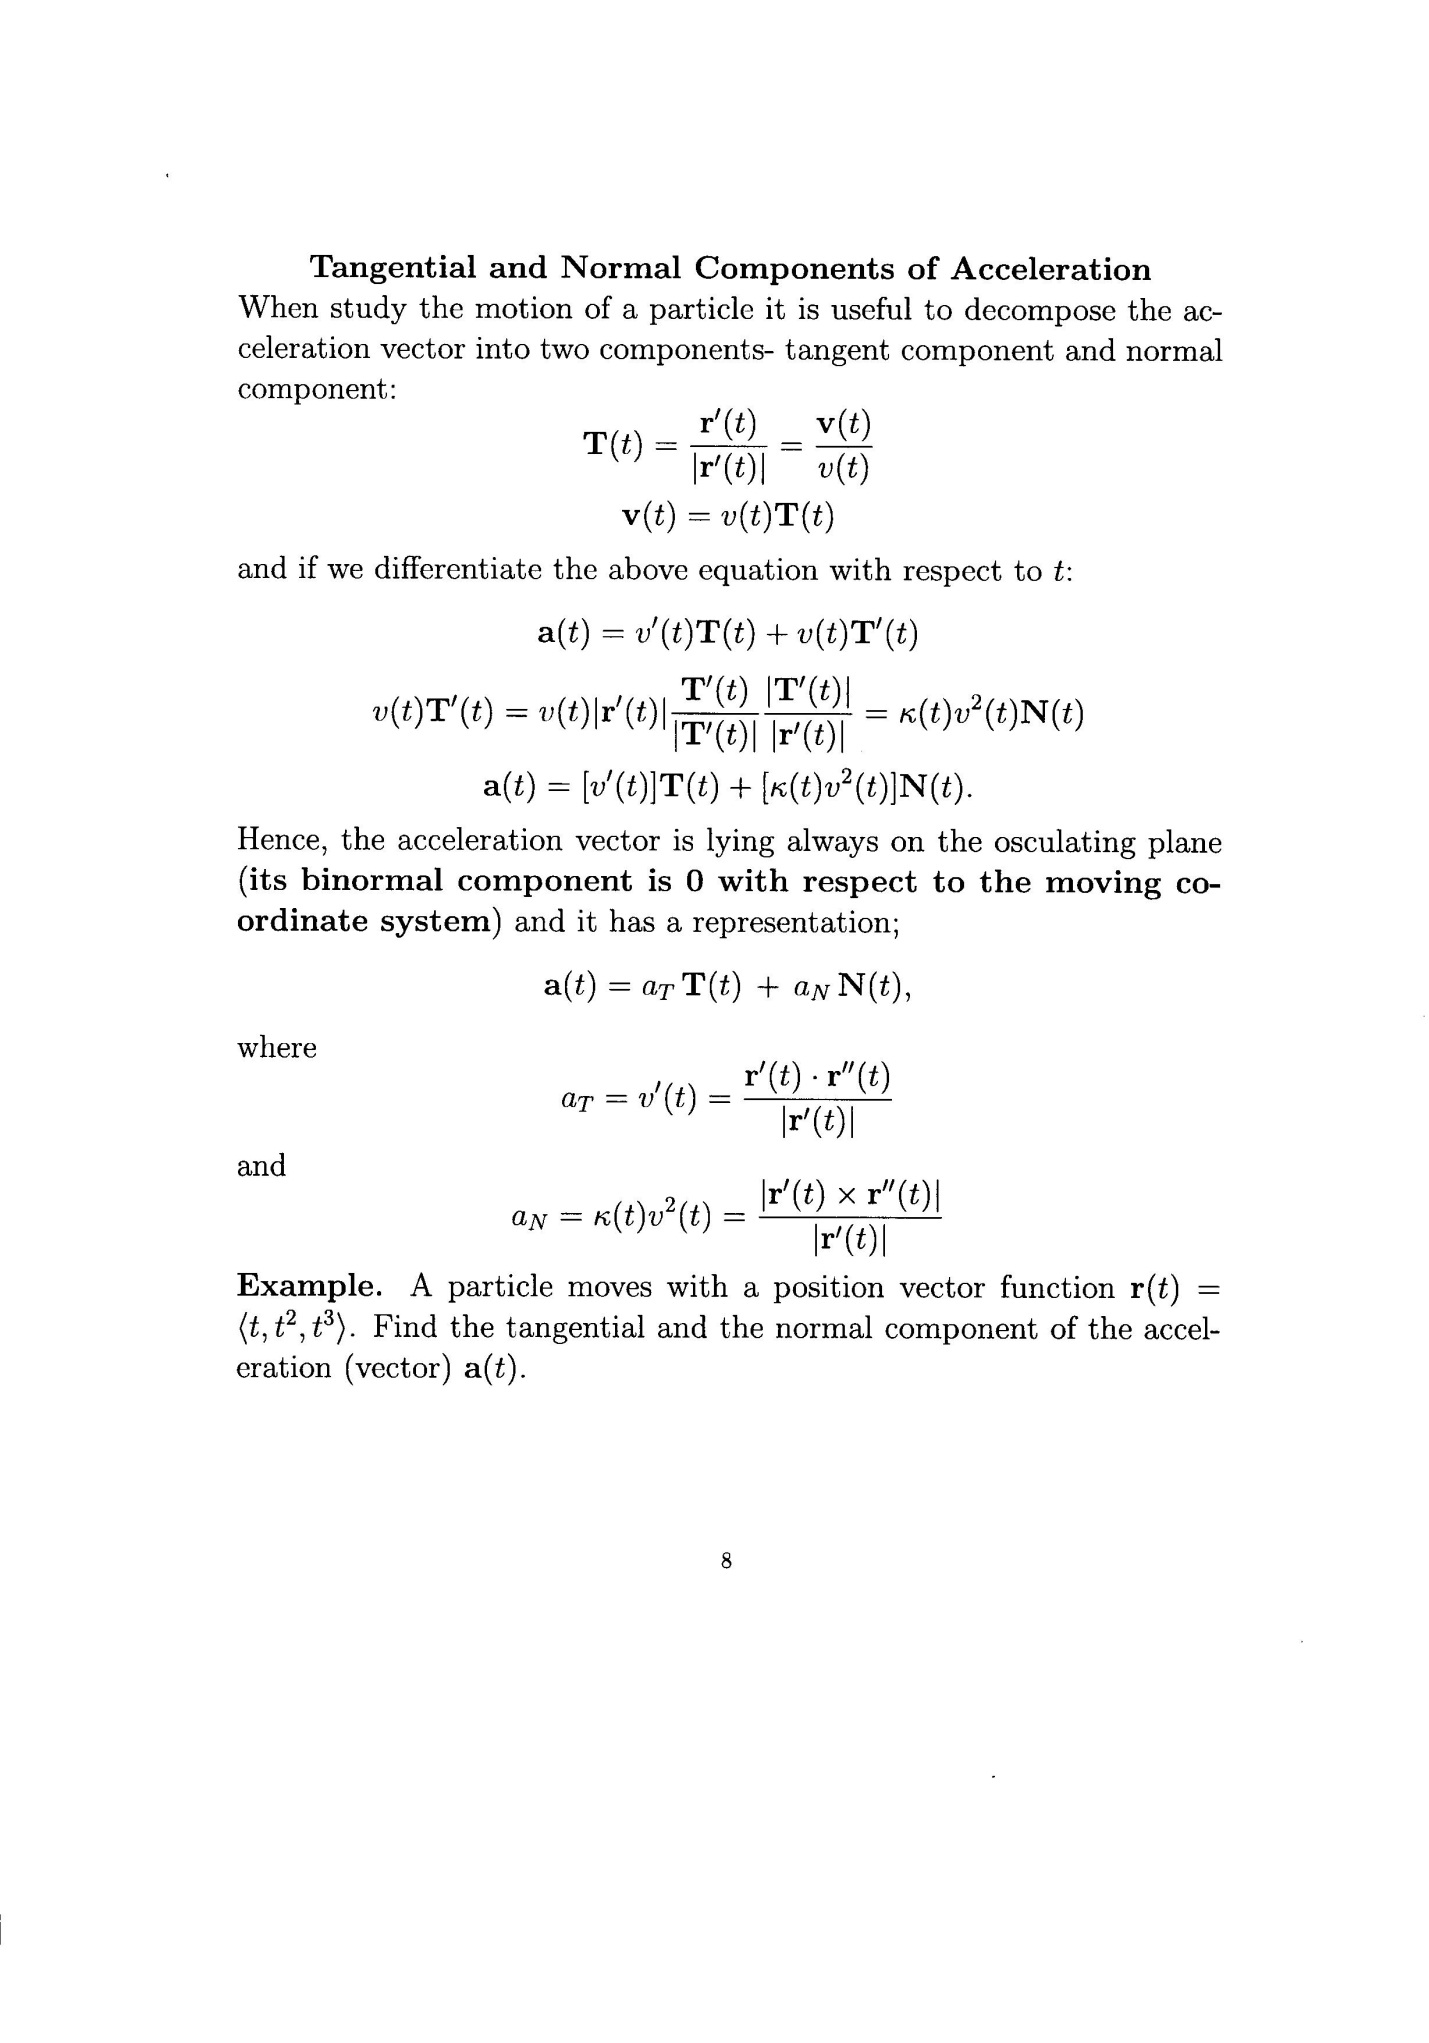 Tangential and Normal Components of Acceleration
When study the motion of a particle it is useful to decompose the ac-
celeration vector into two components- tangent component and normal
component:
T(t) = r′(t)/|r′(t)| = v(t)/v(t)
v(t) = v(t)T(t)
and if we differentiate the above equation with respect to t:
a(t) = v′(t)T(t) + v(t)T′(t)
v(t)T′(t) = v(t)|r′(t)| T′(t)/|T′(t)| |T′(t)|/|r′(t)| = κ(t)v²(t)N(t)
a(t) = [v′(t)]T(t) + [κ(t)v²(t)]N(t).
Hence, the acceleration vector is lying always on the osculating plane
(its binormal component is 0 with respect to the moving co-
ordinate system) and it has a representation;
a(t) = a_T T(t) + a_N N(t),
where
a_T = v′(t) = r′(t) · r″(t)/|r′(t)|
and
a_N = κ(t)v²(t) = |r′(t) × r″(t)|/|r′(t)|
Example. A particle moves with a position vector function r(t) =
⟨t, t², t³⟩. Find the tangential and the normal component of the accel-
eration (vector) a(t).
8